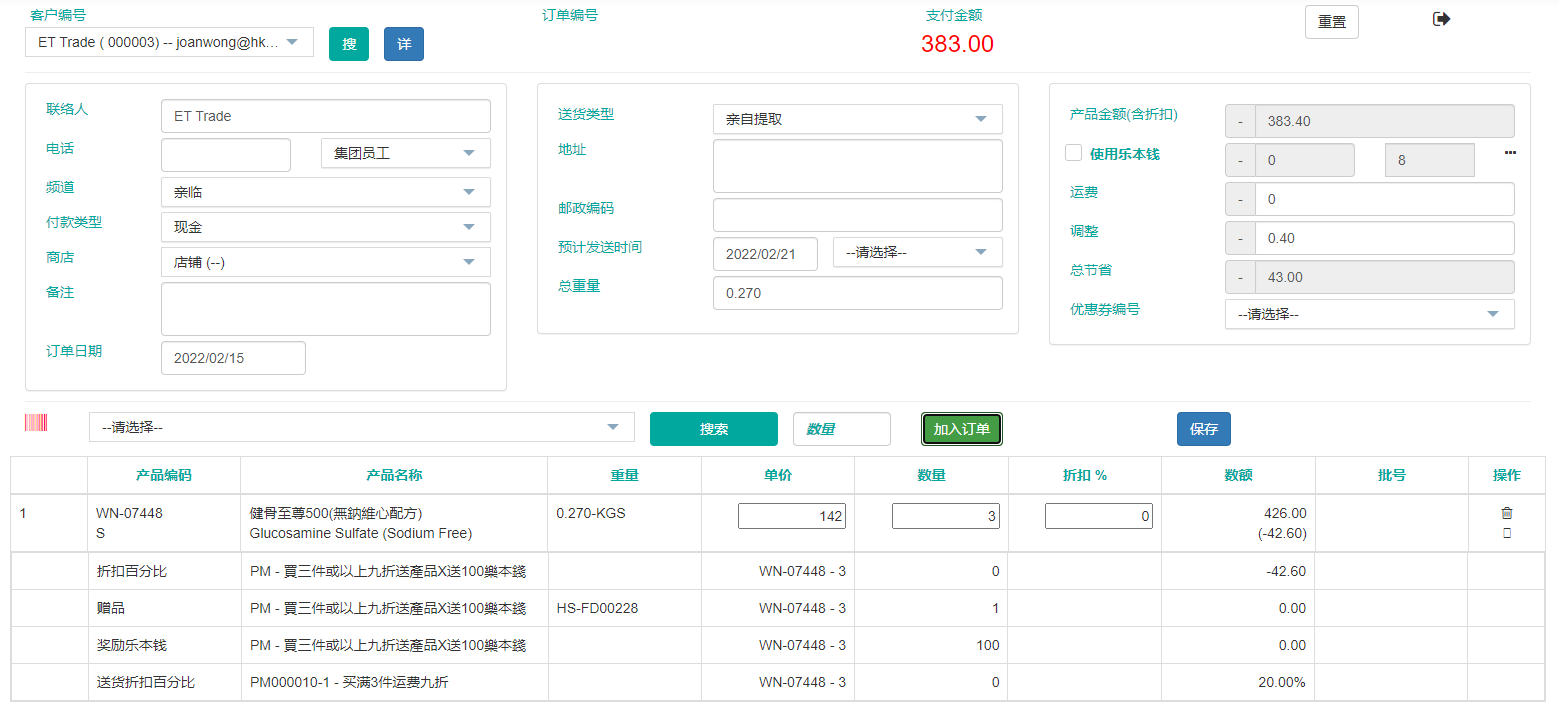 客户编号
订单编号
支付金额
ET Trade ( 000003) -- joanwong@hk...
搜
详
383.00
重置
联络人
ET Trade
电话
集团员工
频道
亲临
付款类型
现金
商店
店铺 (--)
备注
订单日期
2022/02/15
送货类型
亲自提取
地址
邮政编码
预计发送时间
2022/02/21
--请选择--
总重量
0.270
产品金额(含折扣)
- 383.40
使用乐本钱
- 0
8
运费
- 0
调整
- 0.40
总节省
- 43.00
优惠券编号
--请选择--
--请选择--
搜索
数量
加入订单
保存
产品编码 产品名称 重量 单价 数量 折扣 % 数额 批号 操作
1 WN-07448 健骨至尊500(無鈉維心配方) 0.270-KGS 142 3 0 426.00
S Glucosamine Sulfate (Sodium Free) (-42.60)
折扣百分比 PM - 買三件或以上九折送產品X送100樂本錢 WN-07448 - 3 0 -42.60
赠品 PM - 買三件或以上九折送產品X送100樂本錢 HS-FD00228 WN-07448 - 3 1 0.00
奖励乐本钱 PM - 買三件或以上九折送產品X送100樂本錢 WN-07448 - 3 100 0.00
送货折扣百分比 PM000010-1 - 买满3件运费九折 WN-07448 - 3 0 20.00%